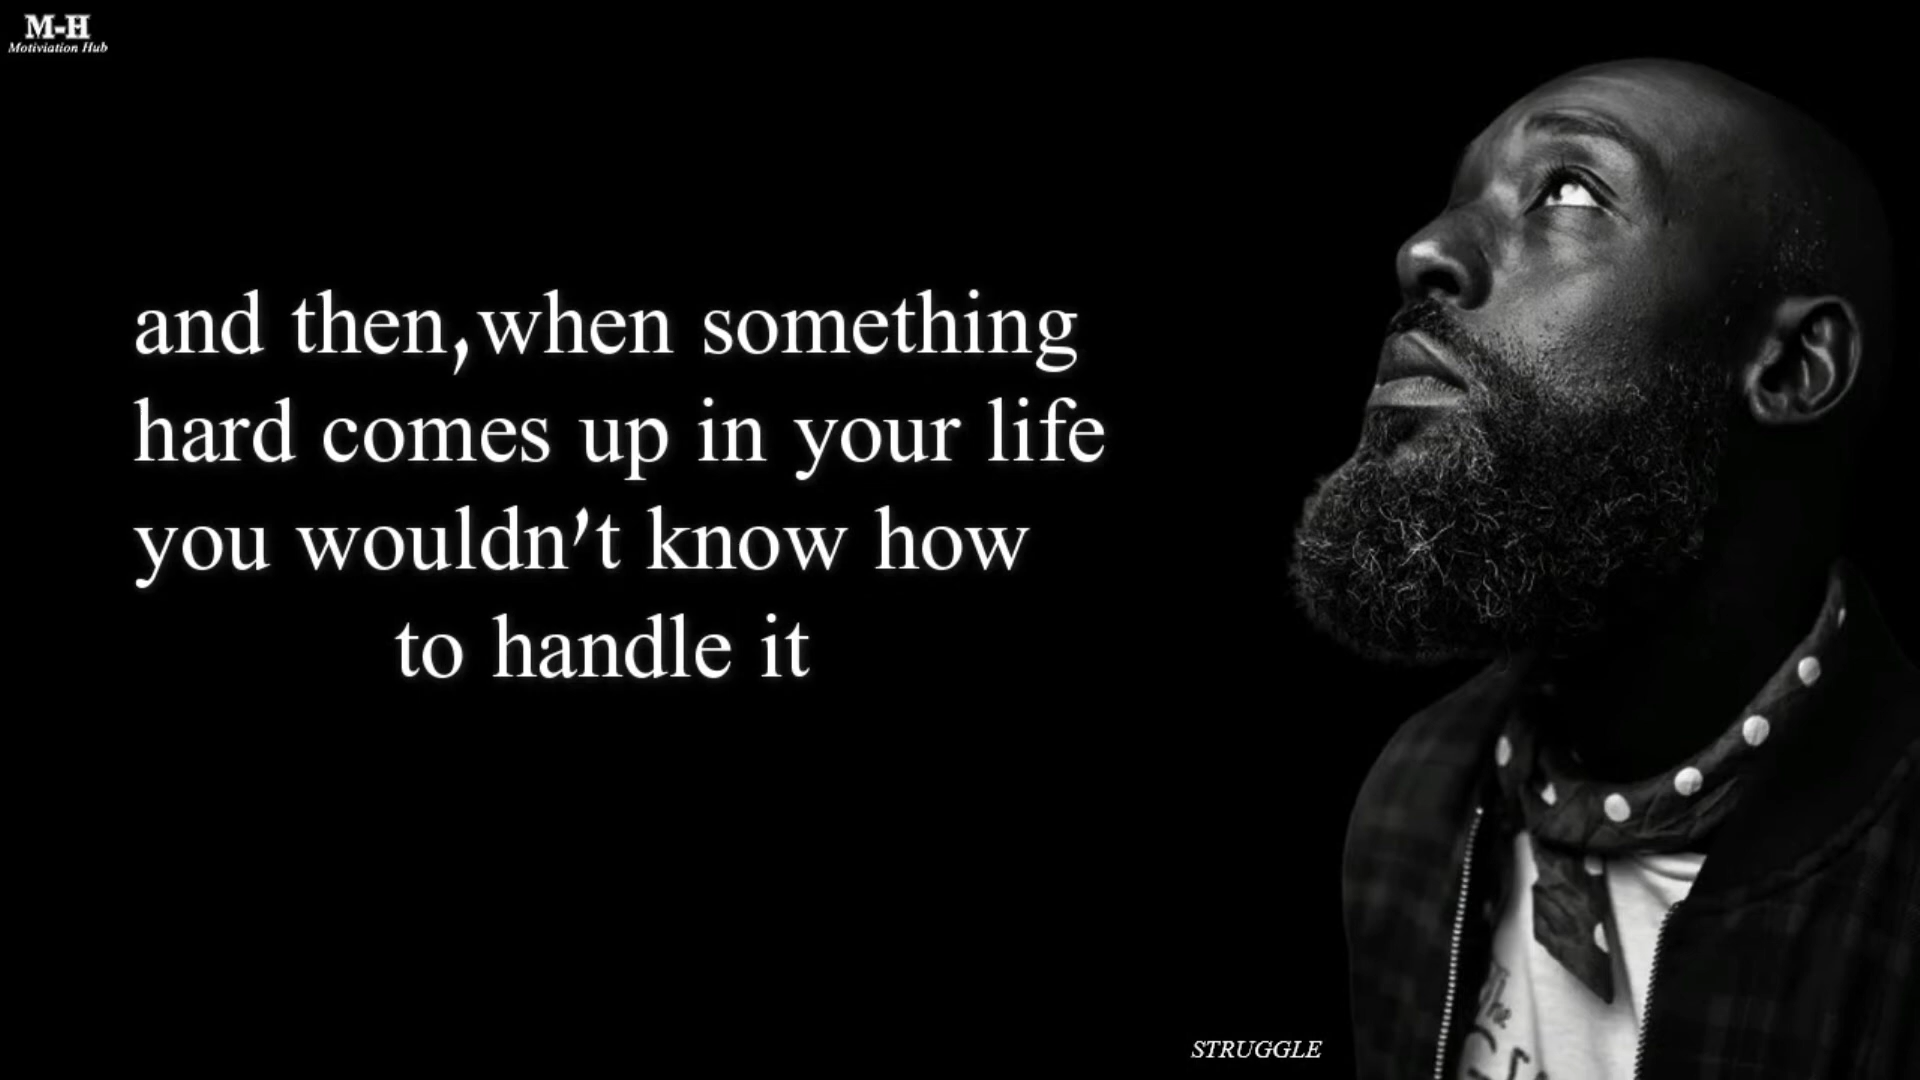 M-H
Motiviation Hub
and then,when something
hard comes up in your life
you wouldn't know how
to handle it
STRUGGLE